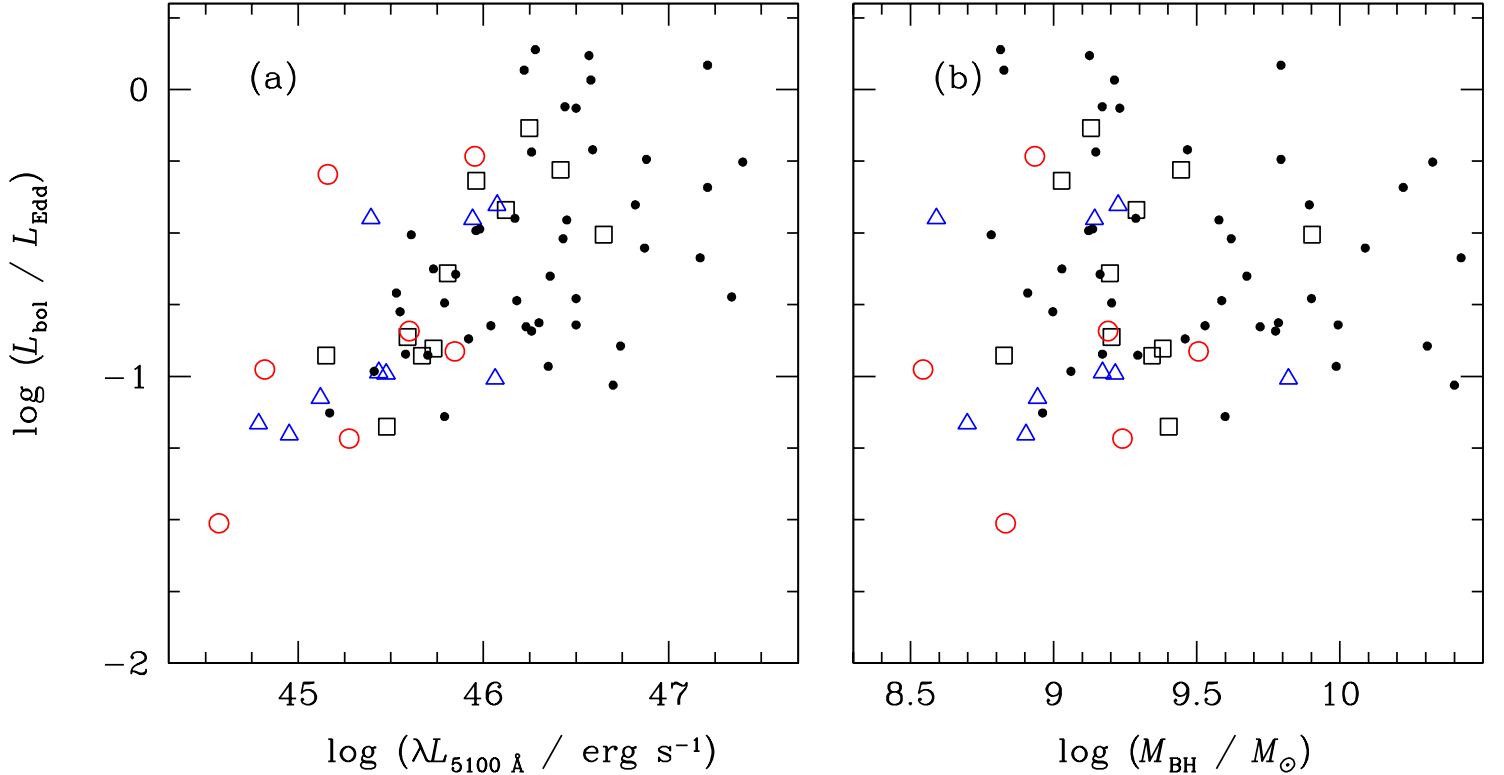 (a)
(b)
0
−1
−2
log (L_bol / L_Edd)
45 46 47
8.5 9 9.5 10
log (λL_5100 Å / erg s⁻¹)
log (M_BH / M_⊙)